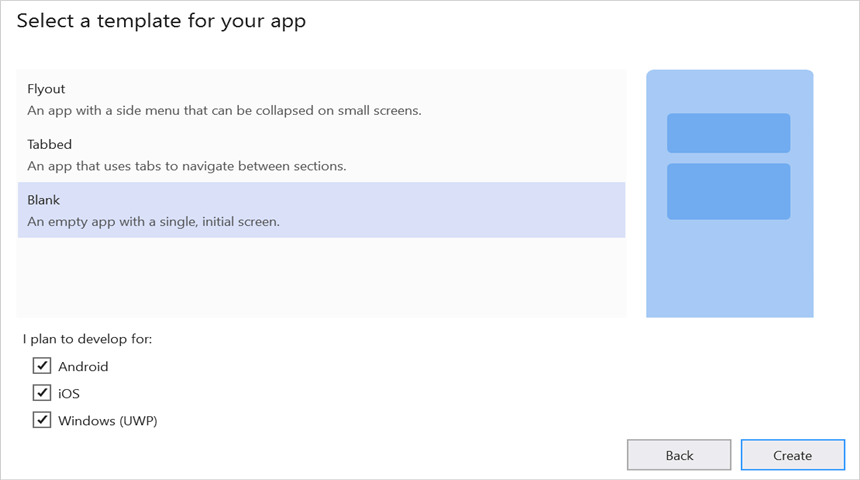 Select a template for your app
Flyout
An app with a side menu that can be collapsed on small screens.
Tabbed
An app that uses tabs to navigate between sections.
Blank
An empty app with a single, initial screen.
I plan to develop for:
Android
iOS
Windows (UWP)
Back
Create